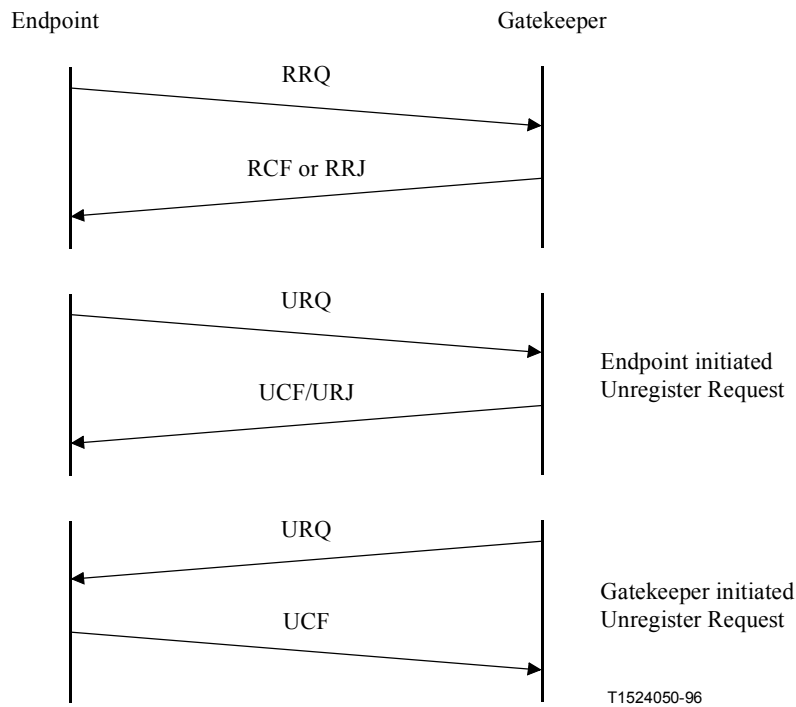 Endpoint
Gatekeeper
RRQ
RCF or RRJ
URQ
UCF/URJ
Endpoint initiated
Unregister Request
URQ
UCF
Gatekeeper initiated
Unregister Request
T1524050-96